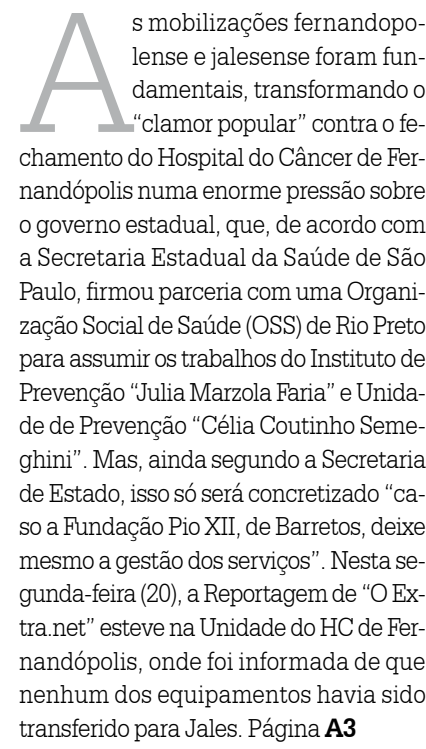 As mobilizações fernandopo-
lense e jalesense foram fun-
damentais, transformando o
“clamor popular” contra o fe-
chamento do Hospital do Câncer de Fer-
nandópolis numa enorme pressão sobre
o governo estadual, que, de acordo com
a Secretaria Estadual da Saúde de São
Paulo, firmou parceria com uma Organi-
zação Social de Saúde (OSS) de Rio Preto
para assumir os trabalhos do Instituto de
Prevenção “Julia Marzola Faria” e Unida-
de de Prevenção “Célia Coutinho Seme-
ghini”. Mas, ainda segundo a Secretaria
de Estado, isso só será concretizado “ca-
so a Fundação Pio XII, de Barretos, deixe
mesmo a gestão dos serviços”. Nesta se-
gunda-feira (20), a Reportagem de “O Ex-
tra.net” esteve na Unidade do HC de Fer-
nandópolis, onde foi informada de que
nenhum dos equipamentos havia sido
transferido para Jales. Página A3